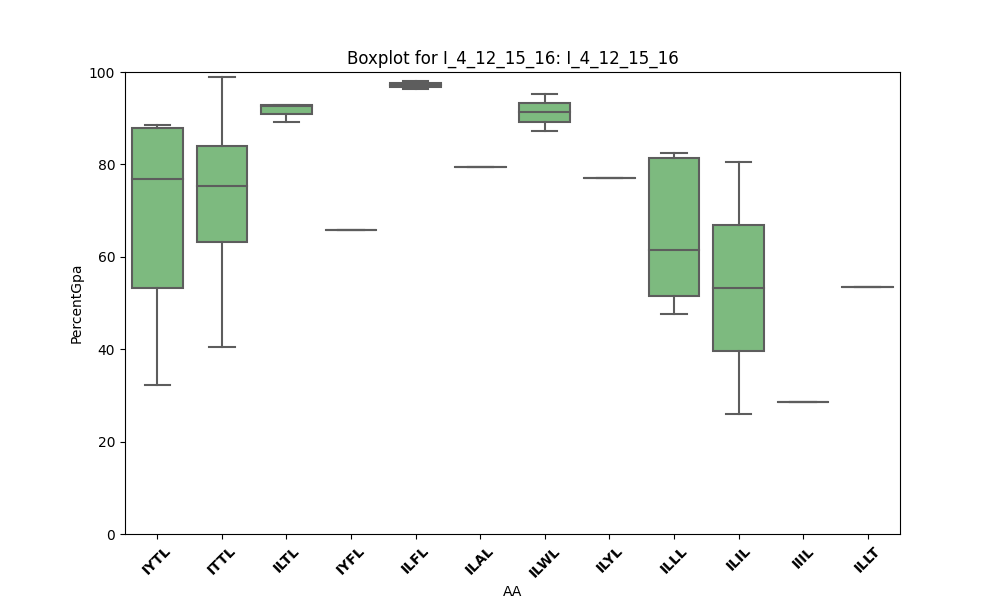 Boxplot for I_4_12_15_16: I_4_12_15_16
100
80
60
40
20
0
PercentGpa
IYTL
ITTL
ILTL
IYFL
ILFL
ILAL
ILWL
ILYL
ILLL
ILIL
IIIL
ILLT
AA